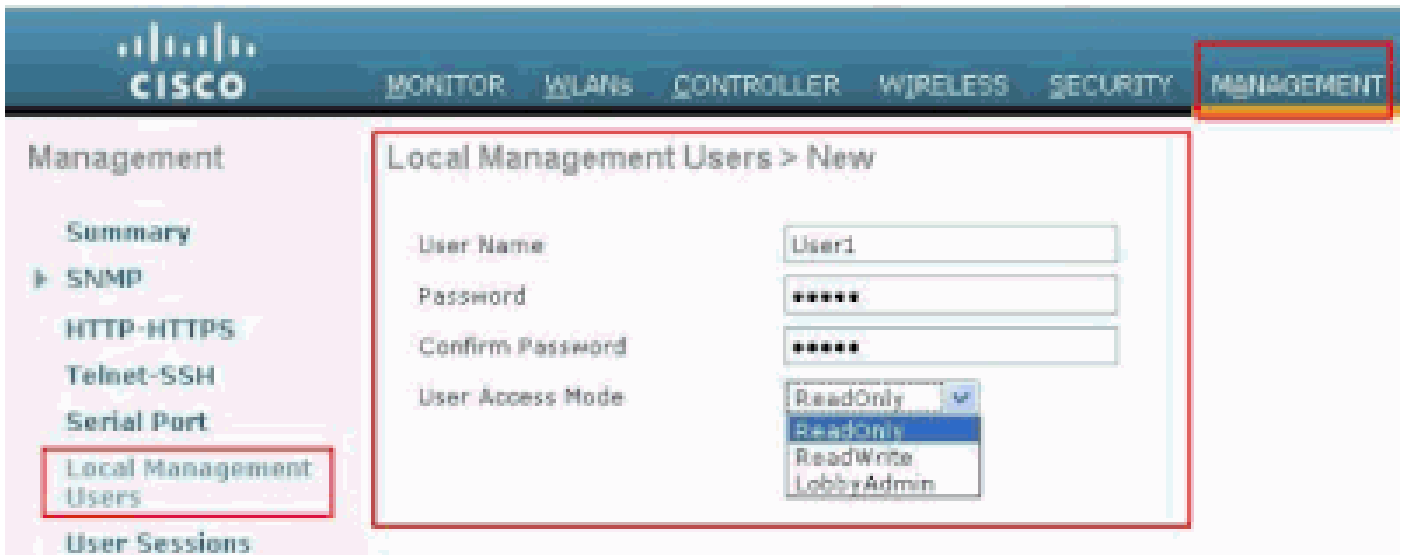 CISCO
MONITOR WLANs CONTROLLER WIRELESS SECURITY MANAGEMENT
Management
Summary
SNMP
HTTP-HTTPS
Telnet-SSH
Serial Port
Local Management
Users
User Sessions
Local Management Users > New
User Name User1
Password •••••
Confirm Password •••••
User Access Mode ReadOnly
ReadOnly
ReadWrite
LobbyAdmin